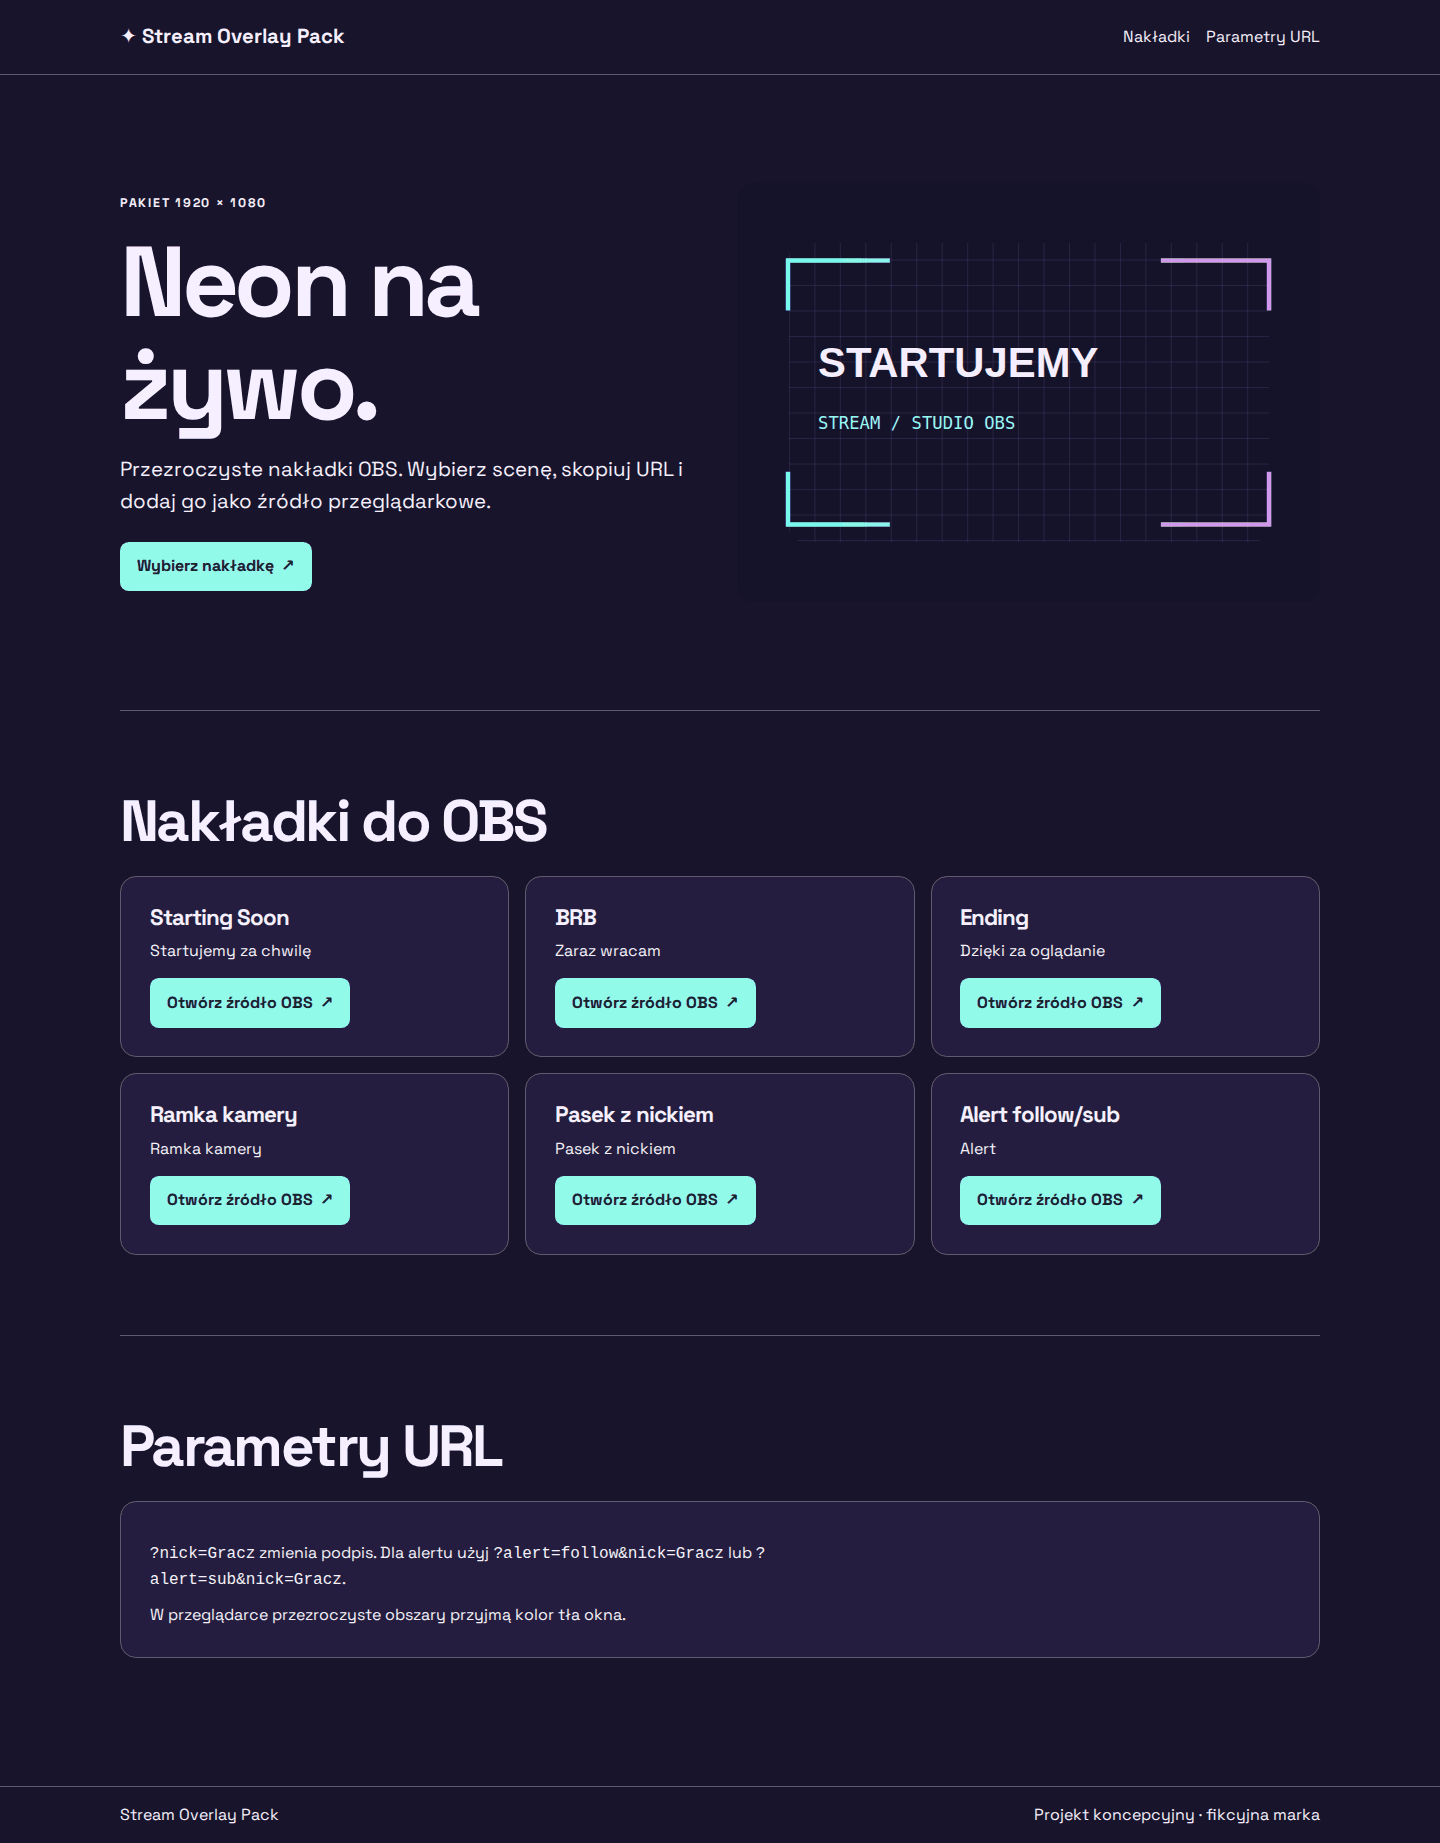 ✦ Stream Overlay Pack
Nakładki Parametry URL
PAKIET 1920 × 1080
Neon na
żywo.
Przezroczyste nakładki OBS. Wybierz scenę, skopiuj URL i
dodaj go jako źródło przeglądarkowe.
Wybierz nakładkę ↗
STARTUJEMY
STREAM / STUDIO OBS
Nakładki do OBS
Starting Soon
Startujemy za chwilę
Otwórz źródło OBS ↗
BRB
Zaraz wracam
Otwórz źródło OBS ↗
Ending
Dzięki za oglądanie
Otwórz źródło OBS ↗
Ramka kamery
Ramka kamery
Otwórz źródło OBS ↗
Pasek z nickiem
Pasek z nickiem
Otwórz źródło OBS ↗
Alert follow/sub
Alert
Otwórz źródło OBS ↗
Parametry URL
?nick=Gracz zmienia podpis. Dla alertu użyj ?alert=follow&nick=Gracz lub ?
alert=sub&nick=Gracz.
W przeglądarce przezroczyste obszary przyjmą kolor tła okna.
Stream Overlay Pack
Projekt koncepcyjny · fikcyjna marka